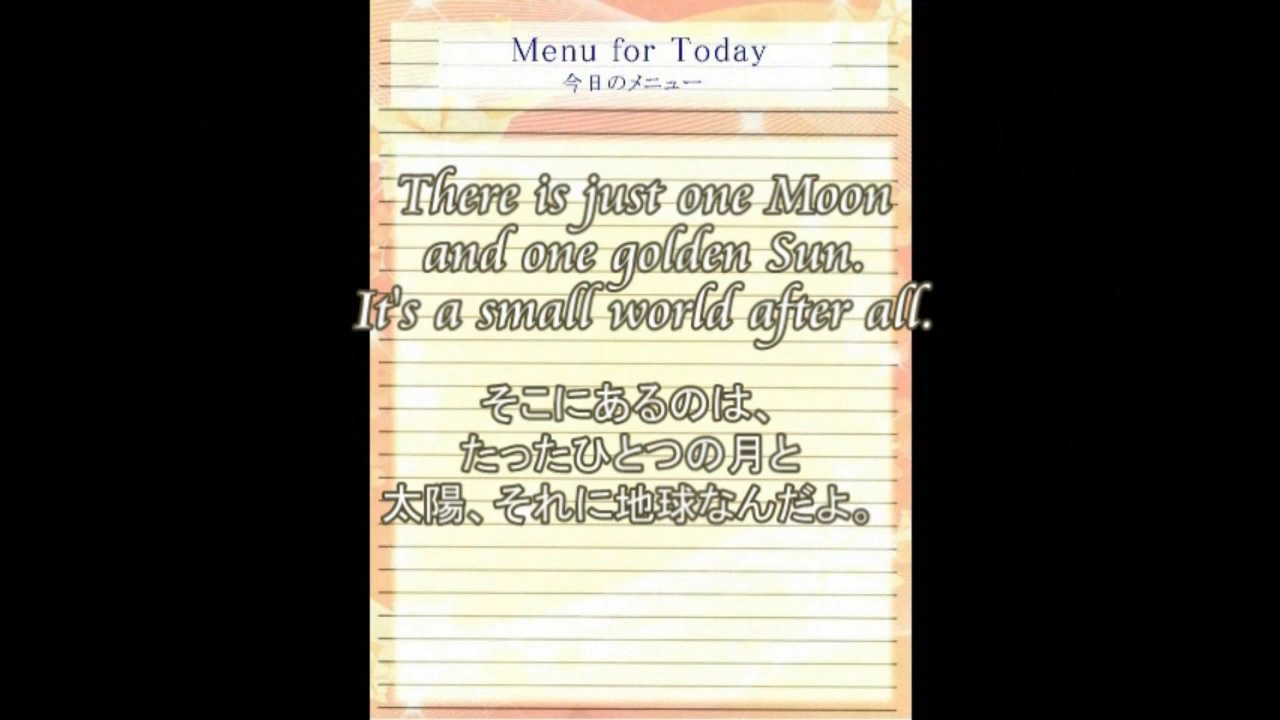 Menu for Today
今日のメニュー
There is just one Moon
and one golden Sun.
It's a small world after all.
そこにあるのは、
たったひとつの月と
太陽、それに地球なんだよ。